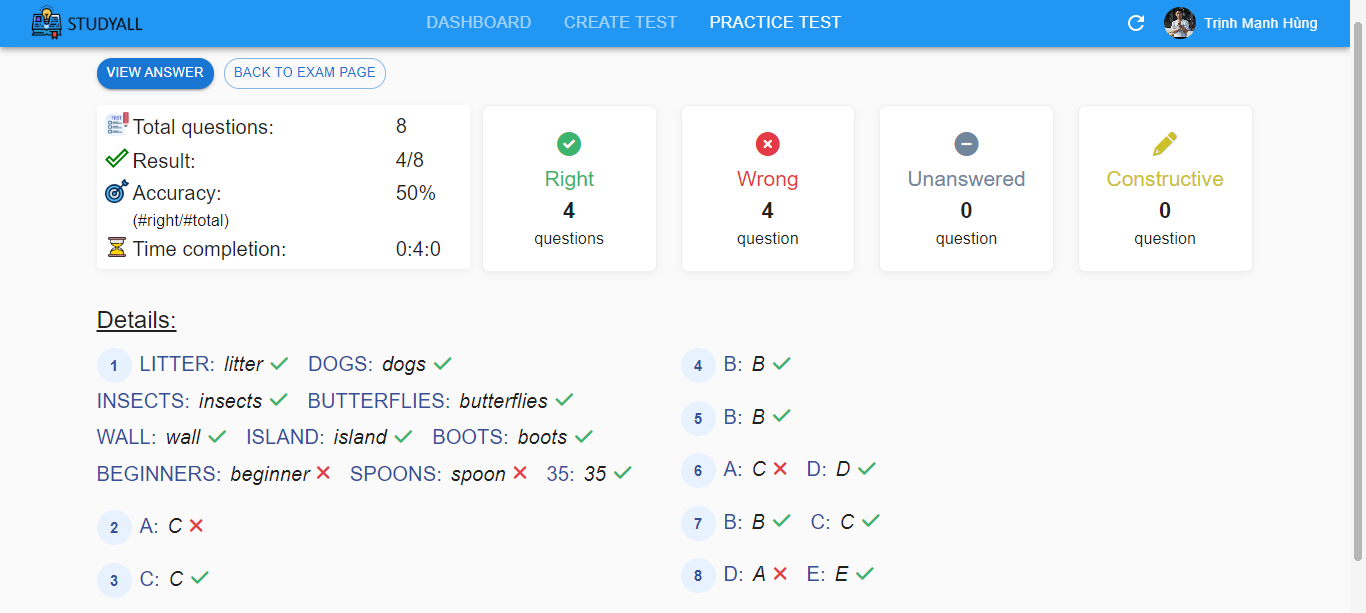 STUDYALL DASHBOARD CREATE TEST PRACTICE TEST Trịnh Mạnh Hùng
VIEW ANSWER BACK TO EXAM PAGE
Total questions: 8
Result: 4/8
Accuracy: 50%
(#right/#total)
Time completion: 0:4:0
Right
4
questions
Wrong
4
question
Unanswered
0
question
Constructive
0
question
Details:
1 LITTER: litter DOGS: dogs
INSECTS: insects BUTTERFLIES: butterflies
WALL: wall ISLAND: island BOOTS: boots
BEGINNERS: beginner SPOONS: spoon 35: 35
2 A: C
3 C: C
4 B: B
5 B: B
6 A: C D: D
7 B: B C: C
8 D: A E: E